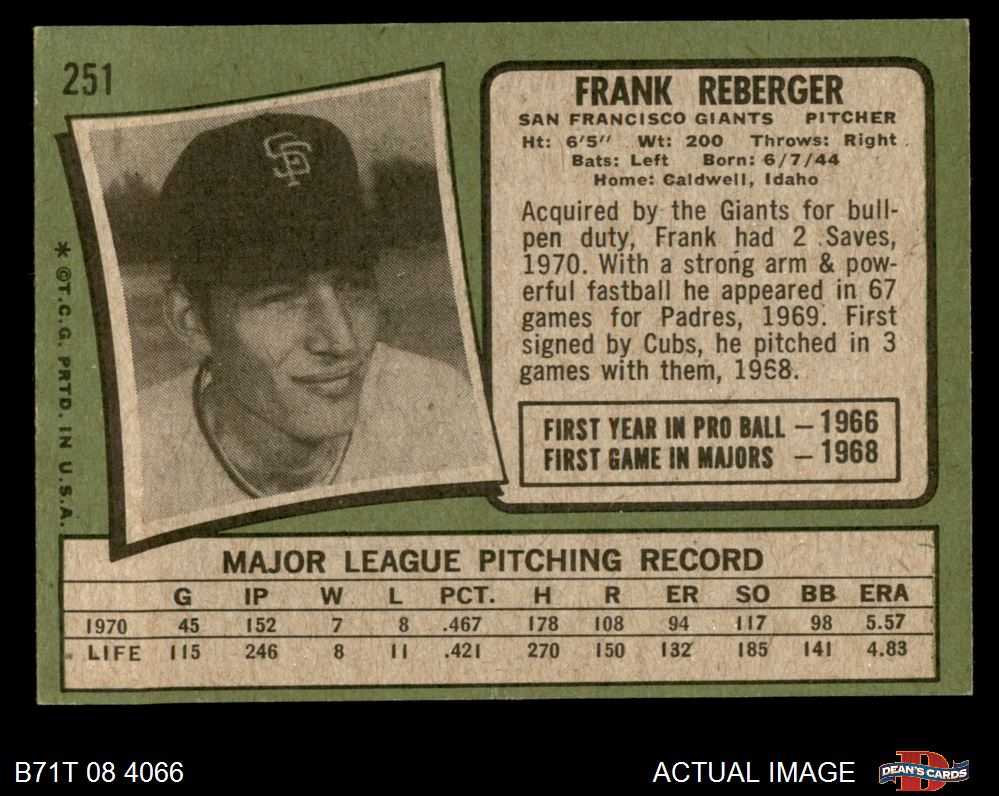 251
FRANK REBERGER
SAN FRANCISCO GIANTS PITCHER
Ht: 6'5" Wt: 200 Throws: Right
Bats: Left Born: 6/7/44
Home: Caldwell, Idaho
Acquired by the Giants for bull-
pen duty, Frank had 2 Saves,
1970. With a strong arm & pow-
erful fastball he appeared in 67
games for Padres, 1969. First
signed by Cubs, he pitched in 3
games with them, 1968.
FIRST YEAR IN PRO BALL – 1966
FIRST GAME IN MAJORS – 1968
SF
* © T.C.G. PRTD. IN U.S.A.
MAJOR LEAGUE PITCHING RECORD
G IP W L PCT. H R ER SO BB ERA
1970 45 152 7 8 .467 178 108 94 117 98 5.57
LIFE 115 246 8 11 .421 270 150 132 185 141 4.83
B71T 08 4066
ACTUAL IMAGE
D DEAN'S CARDS